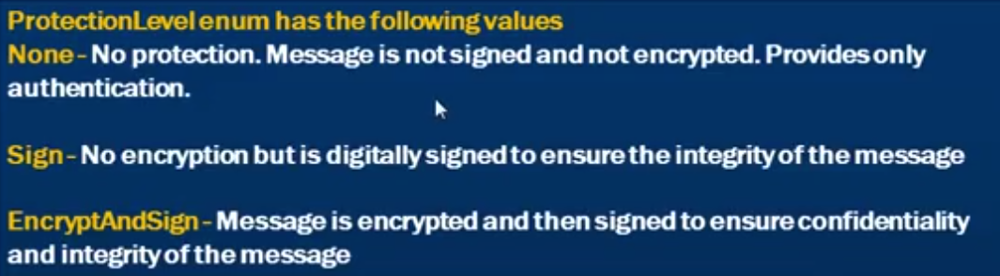 ProtectionLevel enum has the following values
None - No protection. Message is not signed and not encrypted. Provides only
authentication.
Sign - No encryption but is digitally signed to ensure the integrity of the message
EncryptAndSign - Message is encrypted and then signed to ensure confidentiality
and integrity of the message